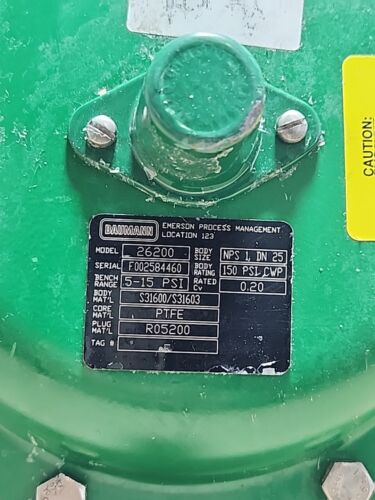 CAUTION:
BAUMANN EMERSON PROCESS MANAGEMENT
LOCATION 123
MODEL 26200 BODY SIZE NPS 1, DN 25
SERIAL F002584460 BODY RATING 150 PSI CWP
BENCH RANGE 5-15 PSI RATED Cv 0.20
BODY MAT'L S31600/S31603
CORE MAT'L PTFE
PLUG MAT'L R05200
TAG #